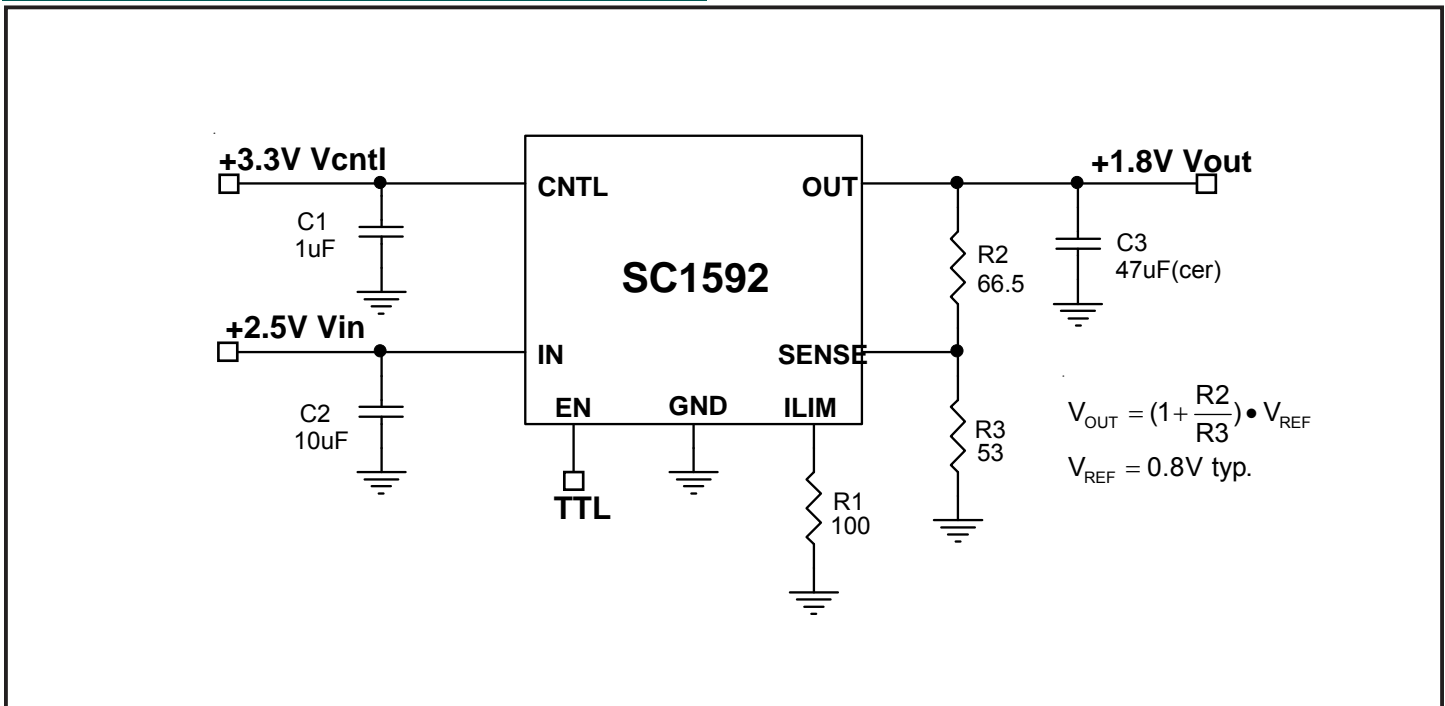 +3.3V Vcntl
+1.8V Vout
CNTL
OUT
C1
1uF
R2
66.5
C3
47uF(cer)
SC1592
+2.5V Vin
IN
SENSE
C2
10uF
EN
GND
ILIM
R3
53
V_OUT = (1+ R2/R3) • V_REF
V_REF = 0.8V typ.
TTL
R1
100